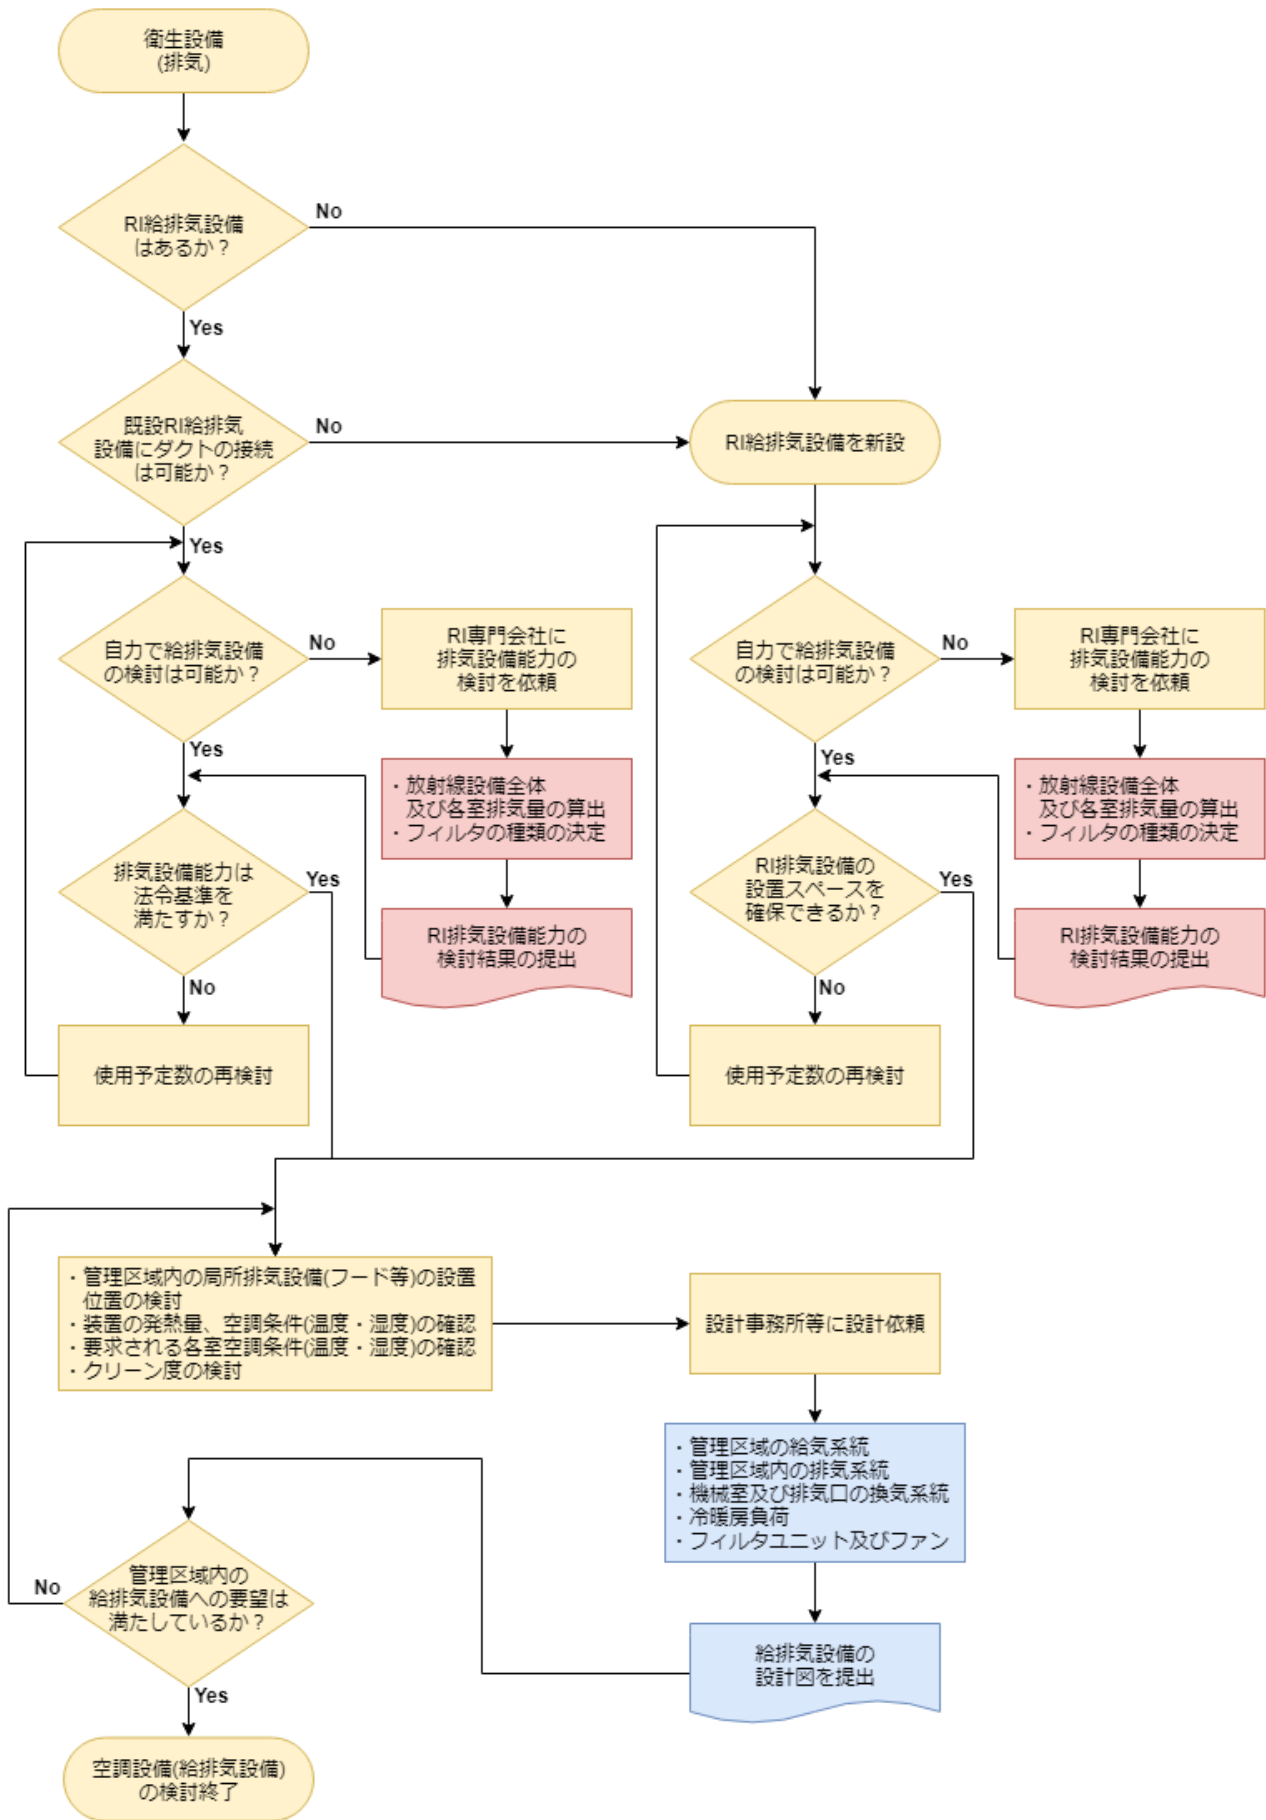 衛生設備
(排気)
RI給排気設備
はあるか？
No
Yes
既設RI給排気
設備にダクトの接続
は可能か？
No
RI給排気設備を新設
Yes
自力で給排気設備
の検討は可能か？
No
RI専門会社に
排気設備能力の
検討を依頼
Yes
・放射線設備全体
及び各室排気量の算出
・フィルタの種類の決定
排気設備能力は
法令基準を
満たすか？
Yes
RI排気設備能力の
検討結果の提出
No
使用予定数の再検討
自力で給排気設備
の検討は可能か？
No
RI専門会社に
排気設備能力の
検討を依頼
Yes
・放射線設備全体
及び各室排気量の算出
・フィルタの種類の決定
RI排気設備の
設置スペースを
確保できるか？
Yes
RI排気設備能力の
検討結果の提出
No
使用予定数の再検討
・管理区域内の局所排気設備(フード等)の設置
位置の検討
・装置の発熱量、空調条件(温度・湿度)の確認
・要求される各室空調条件(温度・湿度)の確認
・クリーン度の検討
設計事務所等に設計依頼
・管理区域の給気系統
・管理区域内の排気系統
・機械室及び排気口の換気系統
・冷暖房負荷
・フィルタユニット及びファン
給排気設備の
設計図を提出
管理区域内の
給排気設備への要望は
満たしているか？
No
Yes
空調設備(給排気設備)
の検討終了